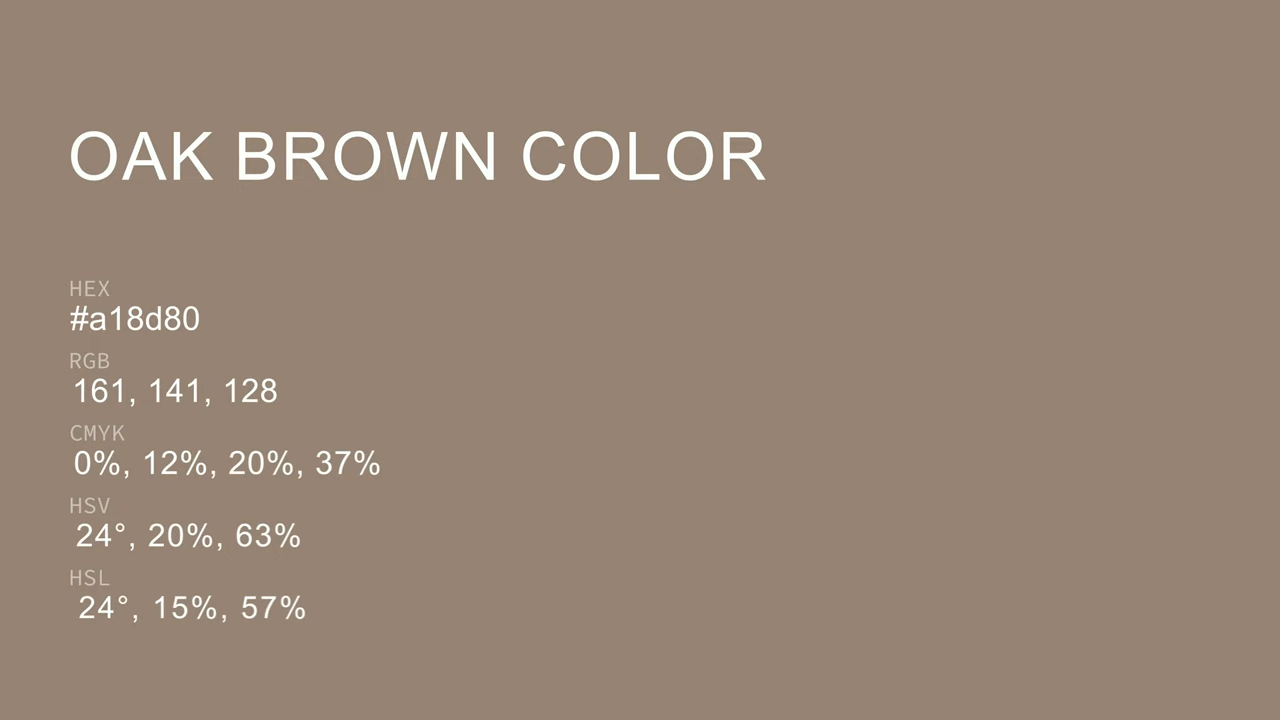 OAK BROWN COLOR
HEX
#a18d80
RGB
161, 141, 128
CMYK
0%, 12%, 20%, 37%
HSV
24°, 20%, 63%
HSL
24°, 15%, 57%